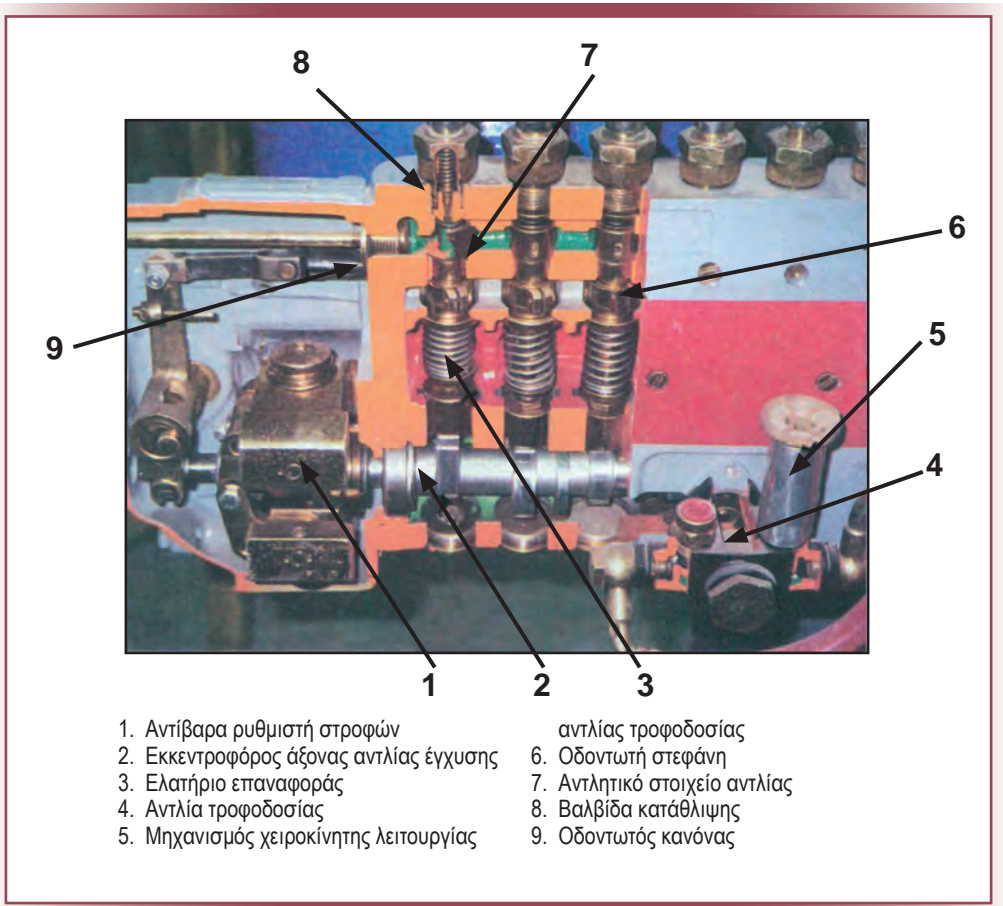 8
7
6
9
5
4
1
2
3
1. Αντίβαρα ρυθμιστή στροφών
2. Εκκεντροφόρος άξονας αντλίας έγχυσης
3. Ελατήριο επαναφοράς
4. Αντλία τροφοδοσίας
5. Μηχανισμός χειροκίνητης λειτουργίας
αντλίας τροφοδοσίας
6. Οδοντωτή στεφάνη
7. Αντλητικό στοιχείο αντλίας
8. Βαλβίδα κατάθλιψης
9. Οδοντωτός κανόνας